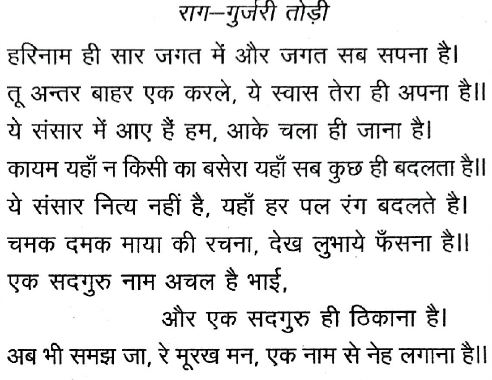 राग–गुर्जरी तोड़ी
हरिनाम ही सार जगत में और जगत सब सपना है।
तू अन्तर बाहर एक करले, ये स्वास तेरा ही अपना है॥
ये संसार में आए हैं हम, आके चला ही जाना है।
कायम यहाँ न किसी का बसेरा यहाँ सब कुछ ही बदलता है॥
ये संसार नित्य नहीं है, यहाँ हर पल रंग बदलते है।
चमक दमक माया की रचना, देख लुभाये फँसना है॥
एक सदगुरु नाम अचल है भाई,
और एक सदगुरु ही ठिकाना है।
अब भी समझ जा, रे मूरख मन, एक नाम से नेह लगाना है॥